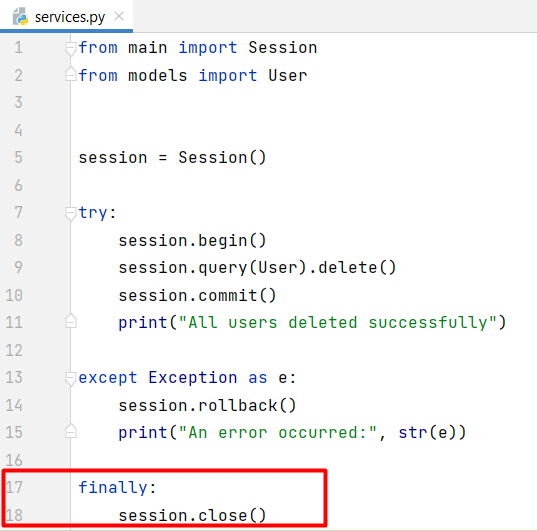 services.py
1 from main import Session
2 from models import User
3
4
5 session = Session()
6
7 try:
8     session.begin()
9     session.query(User).delete()
10     session.commit()
11     print("All users deleted successfully")
12
13 except Exception as e:
14     session.rollback()
15     print("An error occurred:", str(e))
16
17 finally:
18     session.close()